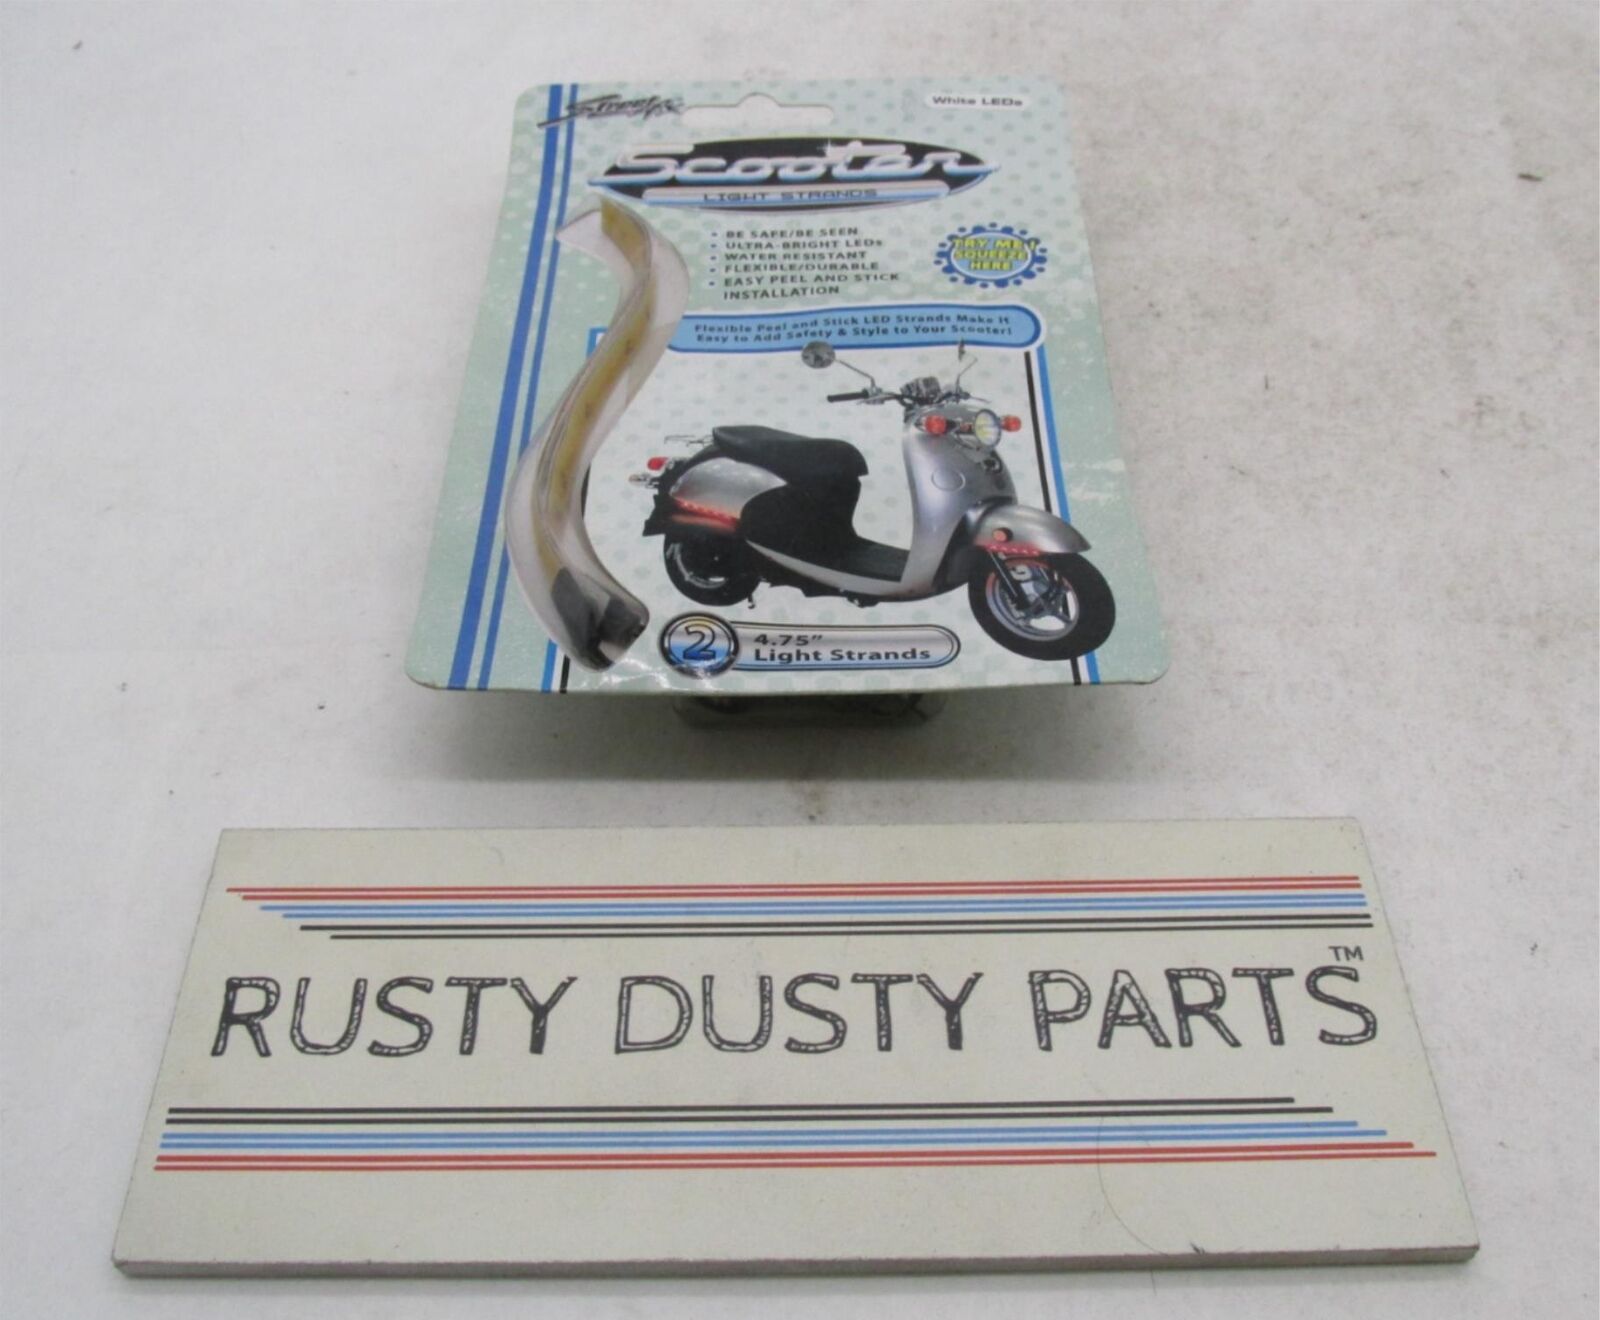 Street FX
White LEDs
Scooter
LIGHT STRANDS
• BE SAFE/BE SEEN
• ULTRA-BRIGHT LEDs
• WATER RESISTANT
• FLEXIBLE/DURABLE
• EASY PEEL AND STICK
INSTALLATION
TRY ME!
SQUEEZE
HERE
Flexible Peel and Stick LED Strands Make It
Easy to Add Safety & Style to Your Scooter!
2
4.75"
Light Strands
RUSTY DUSTY PARTS™